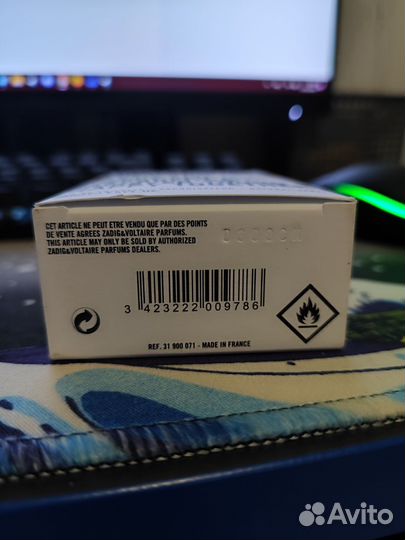 CET ARTICLE NE PEUT ETRE VENDU QUE PAR DES POINTS
DE VENTE AGREES ZADIG&VOLTAIRE PARFUMS.
THIS ARTICLE MAY ONLY BE SOLD BY AUTHORIZED
ZADIG&VOLTAIRE PARFUMS DEALERS.
3 423222 009786
REF. 31 900 071 - MADE IN FRANCE
Avito